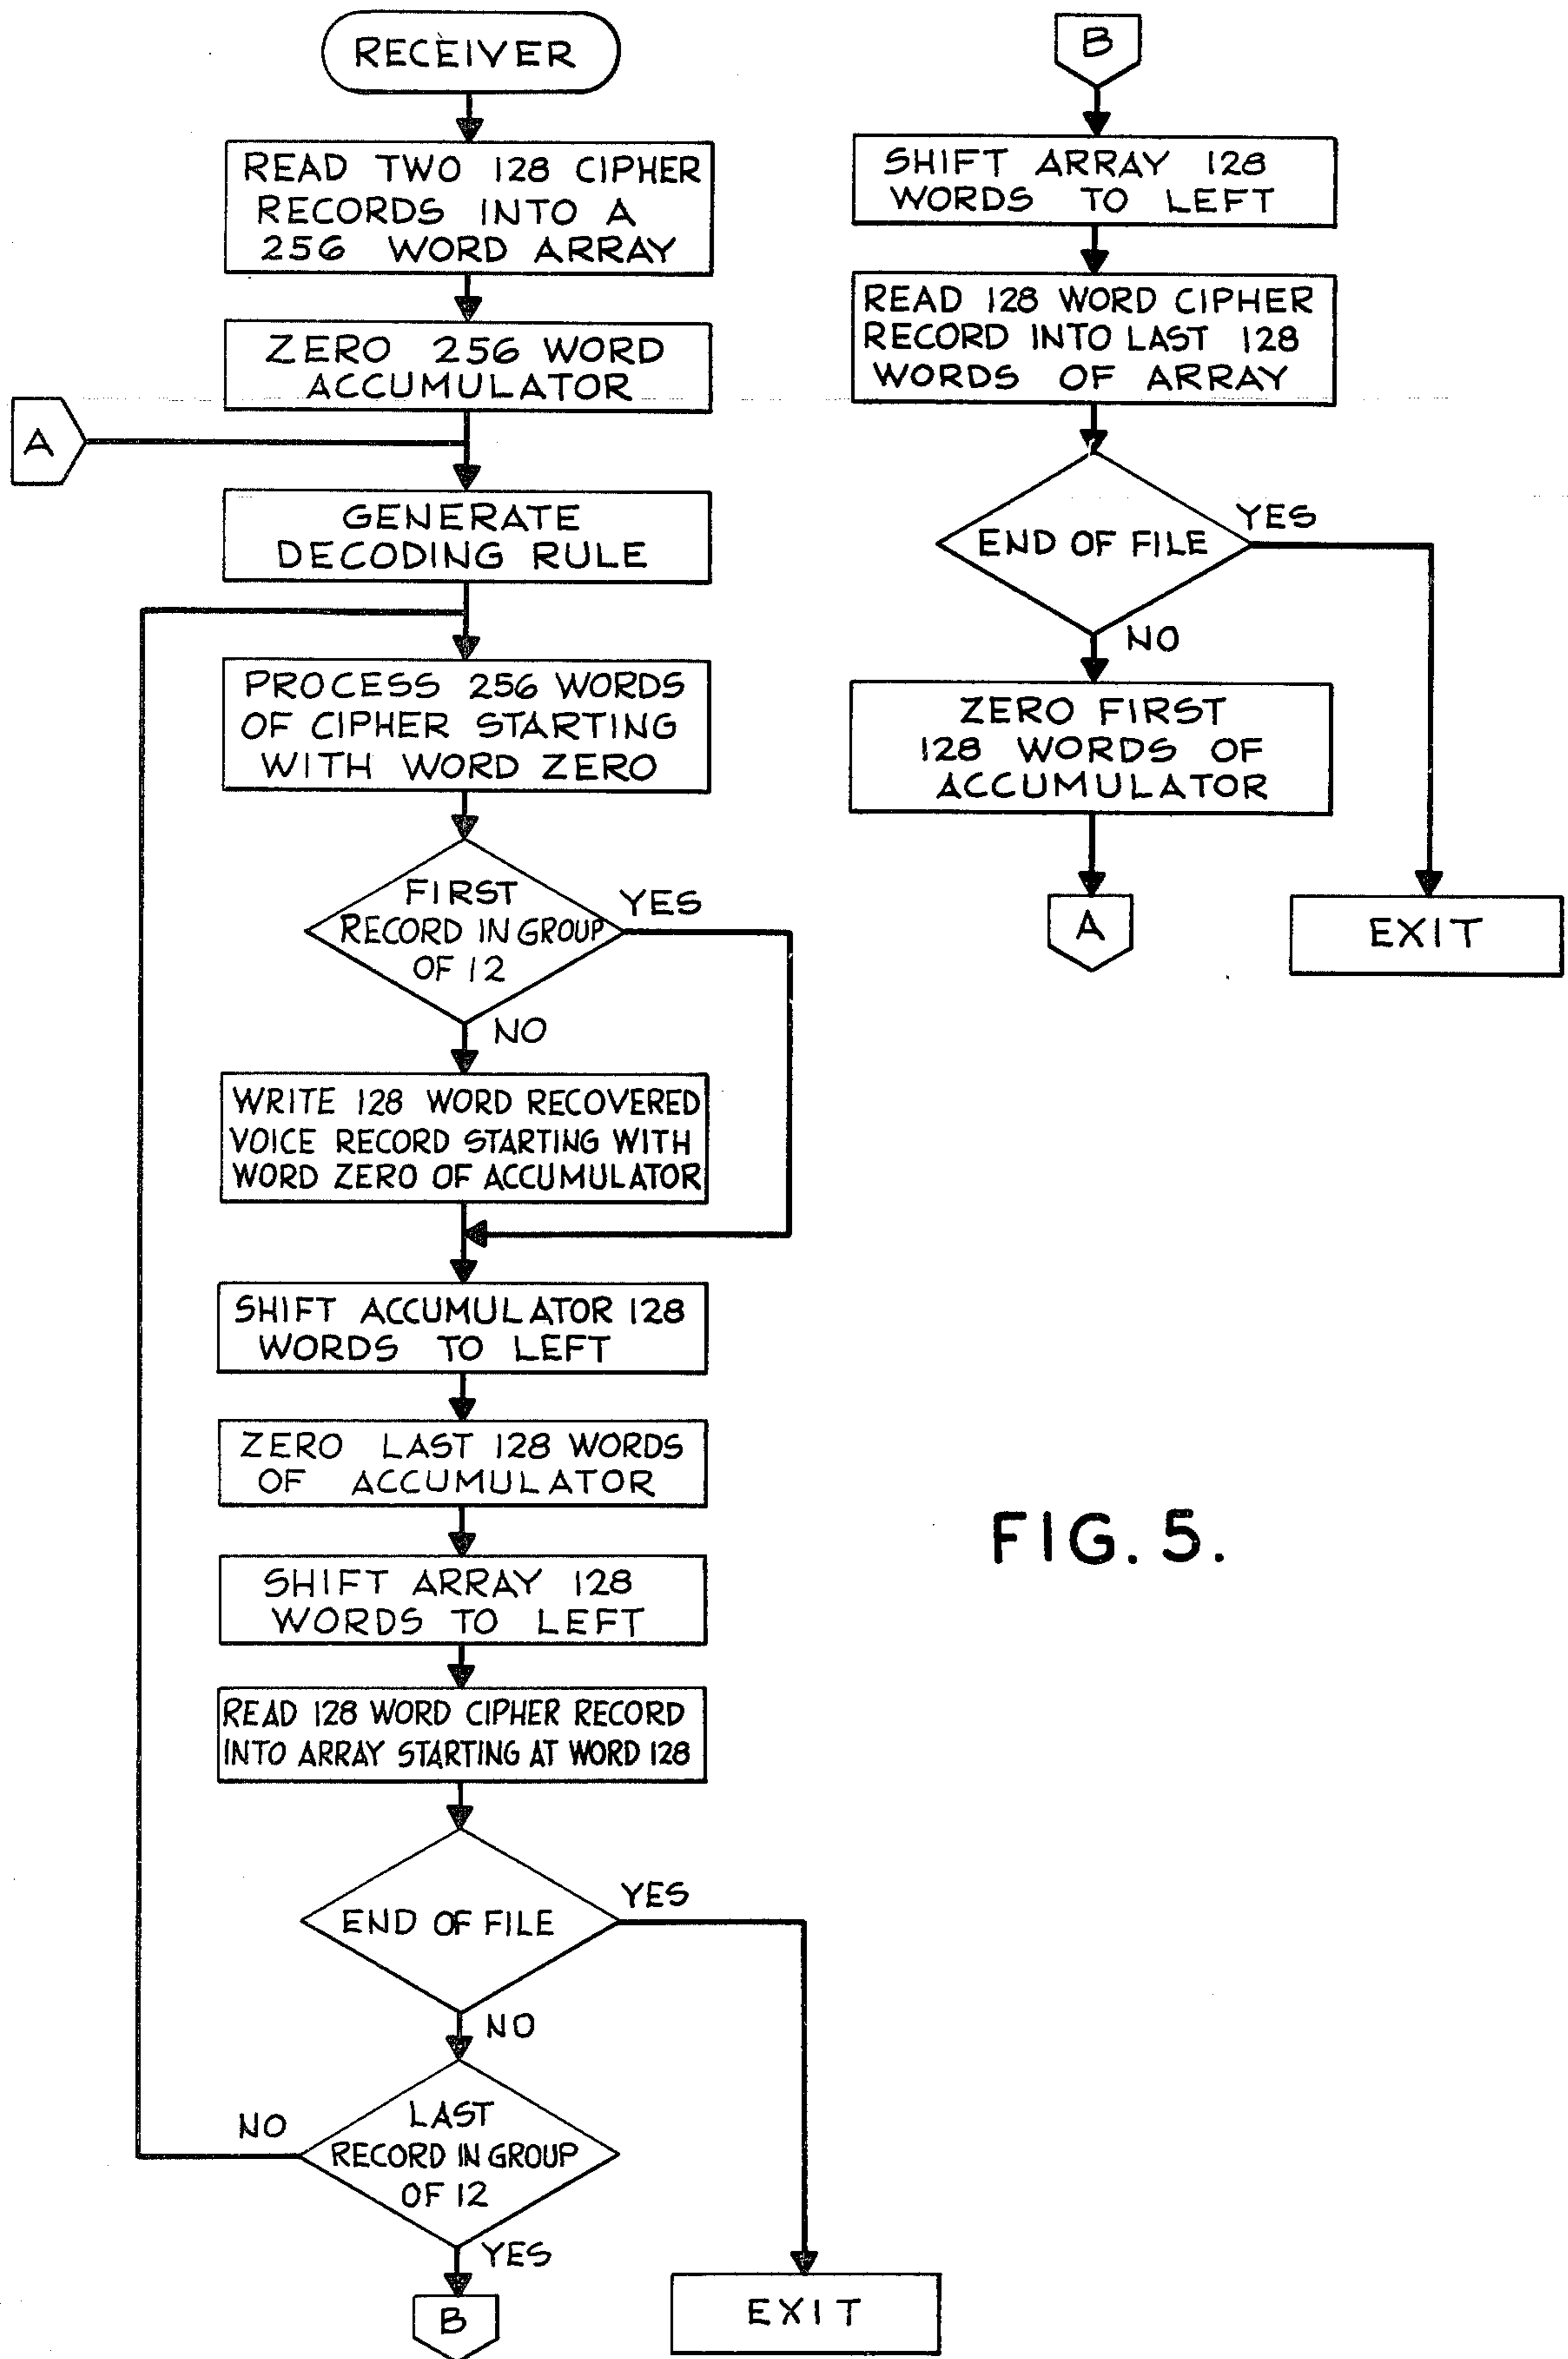 RECEIVER
READ TWO 128 CIPHER
RECORDS INTO A
256 WORD ARRAY
ZERO 256 WORD
ACCUMULATOR
A
GENERATE
DECODING RULE
PROCESS 256 WORDS
OF CIPHER STARTING
WITH WORD ZERO
FIRST
RECORD IN GROUP
OF 12
YES
NO
WRITE 128 WORD RECOVERED
VOICE RECORD STARTING WITH
WORD ZERO OF ACCUMULATOR
SHIFT ACCUMULATOR 128
WORDS TO LEFT
ZERO LAST 128 WORDS
OF ACCUMULATOR
SHIFT ARRAY 128
WORDS TO LEFT
READ 128 WORD CIPHER RECORD
INTO ARRAY STARTING AT WORD 128
END OF FILE
YES
NO
LAST
RECORD IN GROUP
OF 12
NO
YES
B
EXIT
B
SHIFT ARRAY 128
WORDS TO LEFT
READ 128 WORD CIPHER
RECORD INTO LAST 128
WORDS OF ARRAY
END OF FILE
YES
NO
ZERO FIRST
128 WORDS OF
ACCUMULATOR
A
EXIT
FIG. 5.